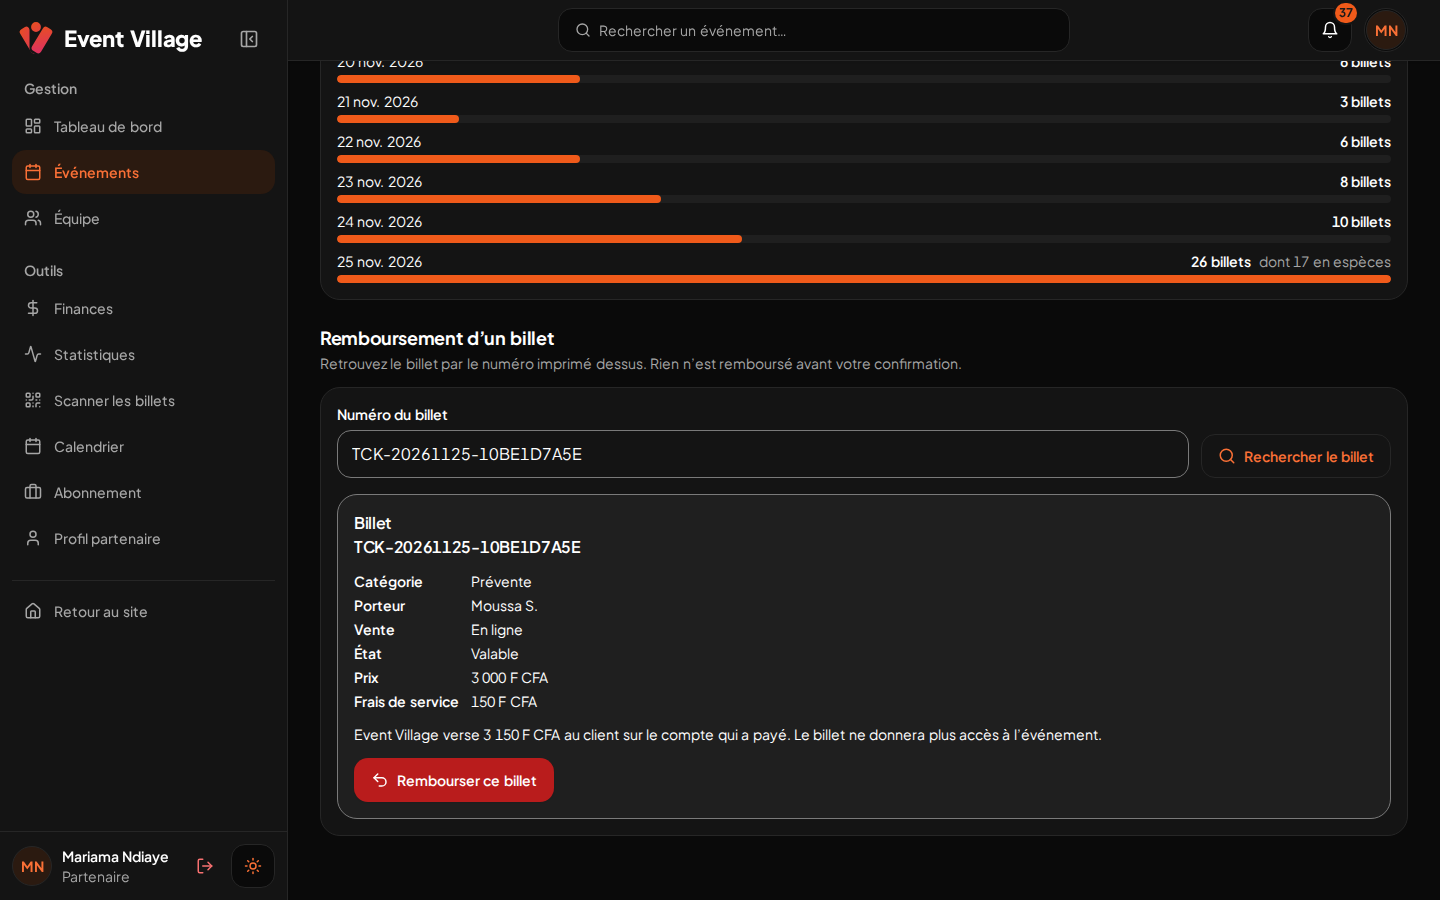 Event Village
Rechercher un événement...
37
MN
Gestion
Tableau de bord
Événements
Équipe
Outils
Finances
Statistiques
Scanner les billets
Calendrier
Abonnement
Profil partenaire
Retour au site
MN
Mariama Ndiaye
Partenaire
20 nov. 2026 6 billets
21 nov. 2026 3 billets
22 nov. 2026 6 billets
23 nov. 2026 8 billets
24 nov. 2026 10 billets
25 nov. 2026 26 billets dont 17 en espèces
Remboursement d’un billet
Retrouvez le billet par le numéro imprimé dessus. Rien n’est remboursé avant votre confirmation.
Numéro du billet
TCK-20261125-10BE1D7A5E
Rechercher le billet
Billet
TCK-20261125-10BE1D7A5E
Catégorie Prévente
Porteur Moussa S.
Vente En ligne
État Valable
Prix 3 000 F CFA
Frais de service 150 F CFA
Event Village verse 3 150 F CFA au client sur le compte qui a payé. Le billet ne donnera plus accès à l’événement.
Rembourser ce billet